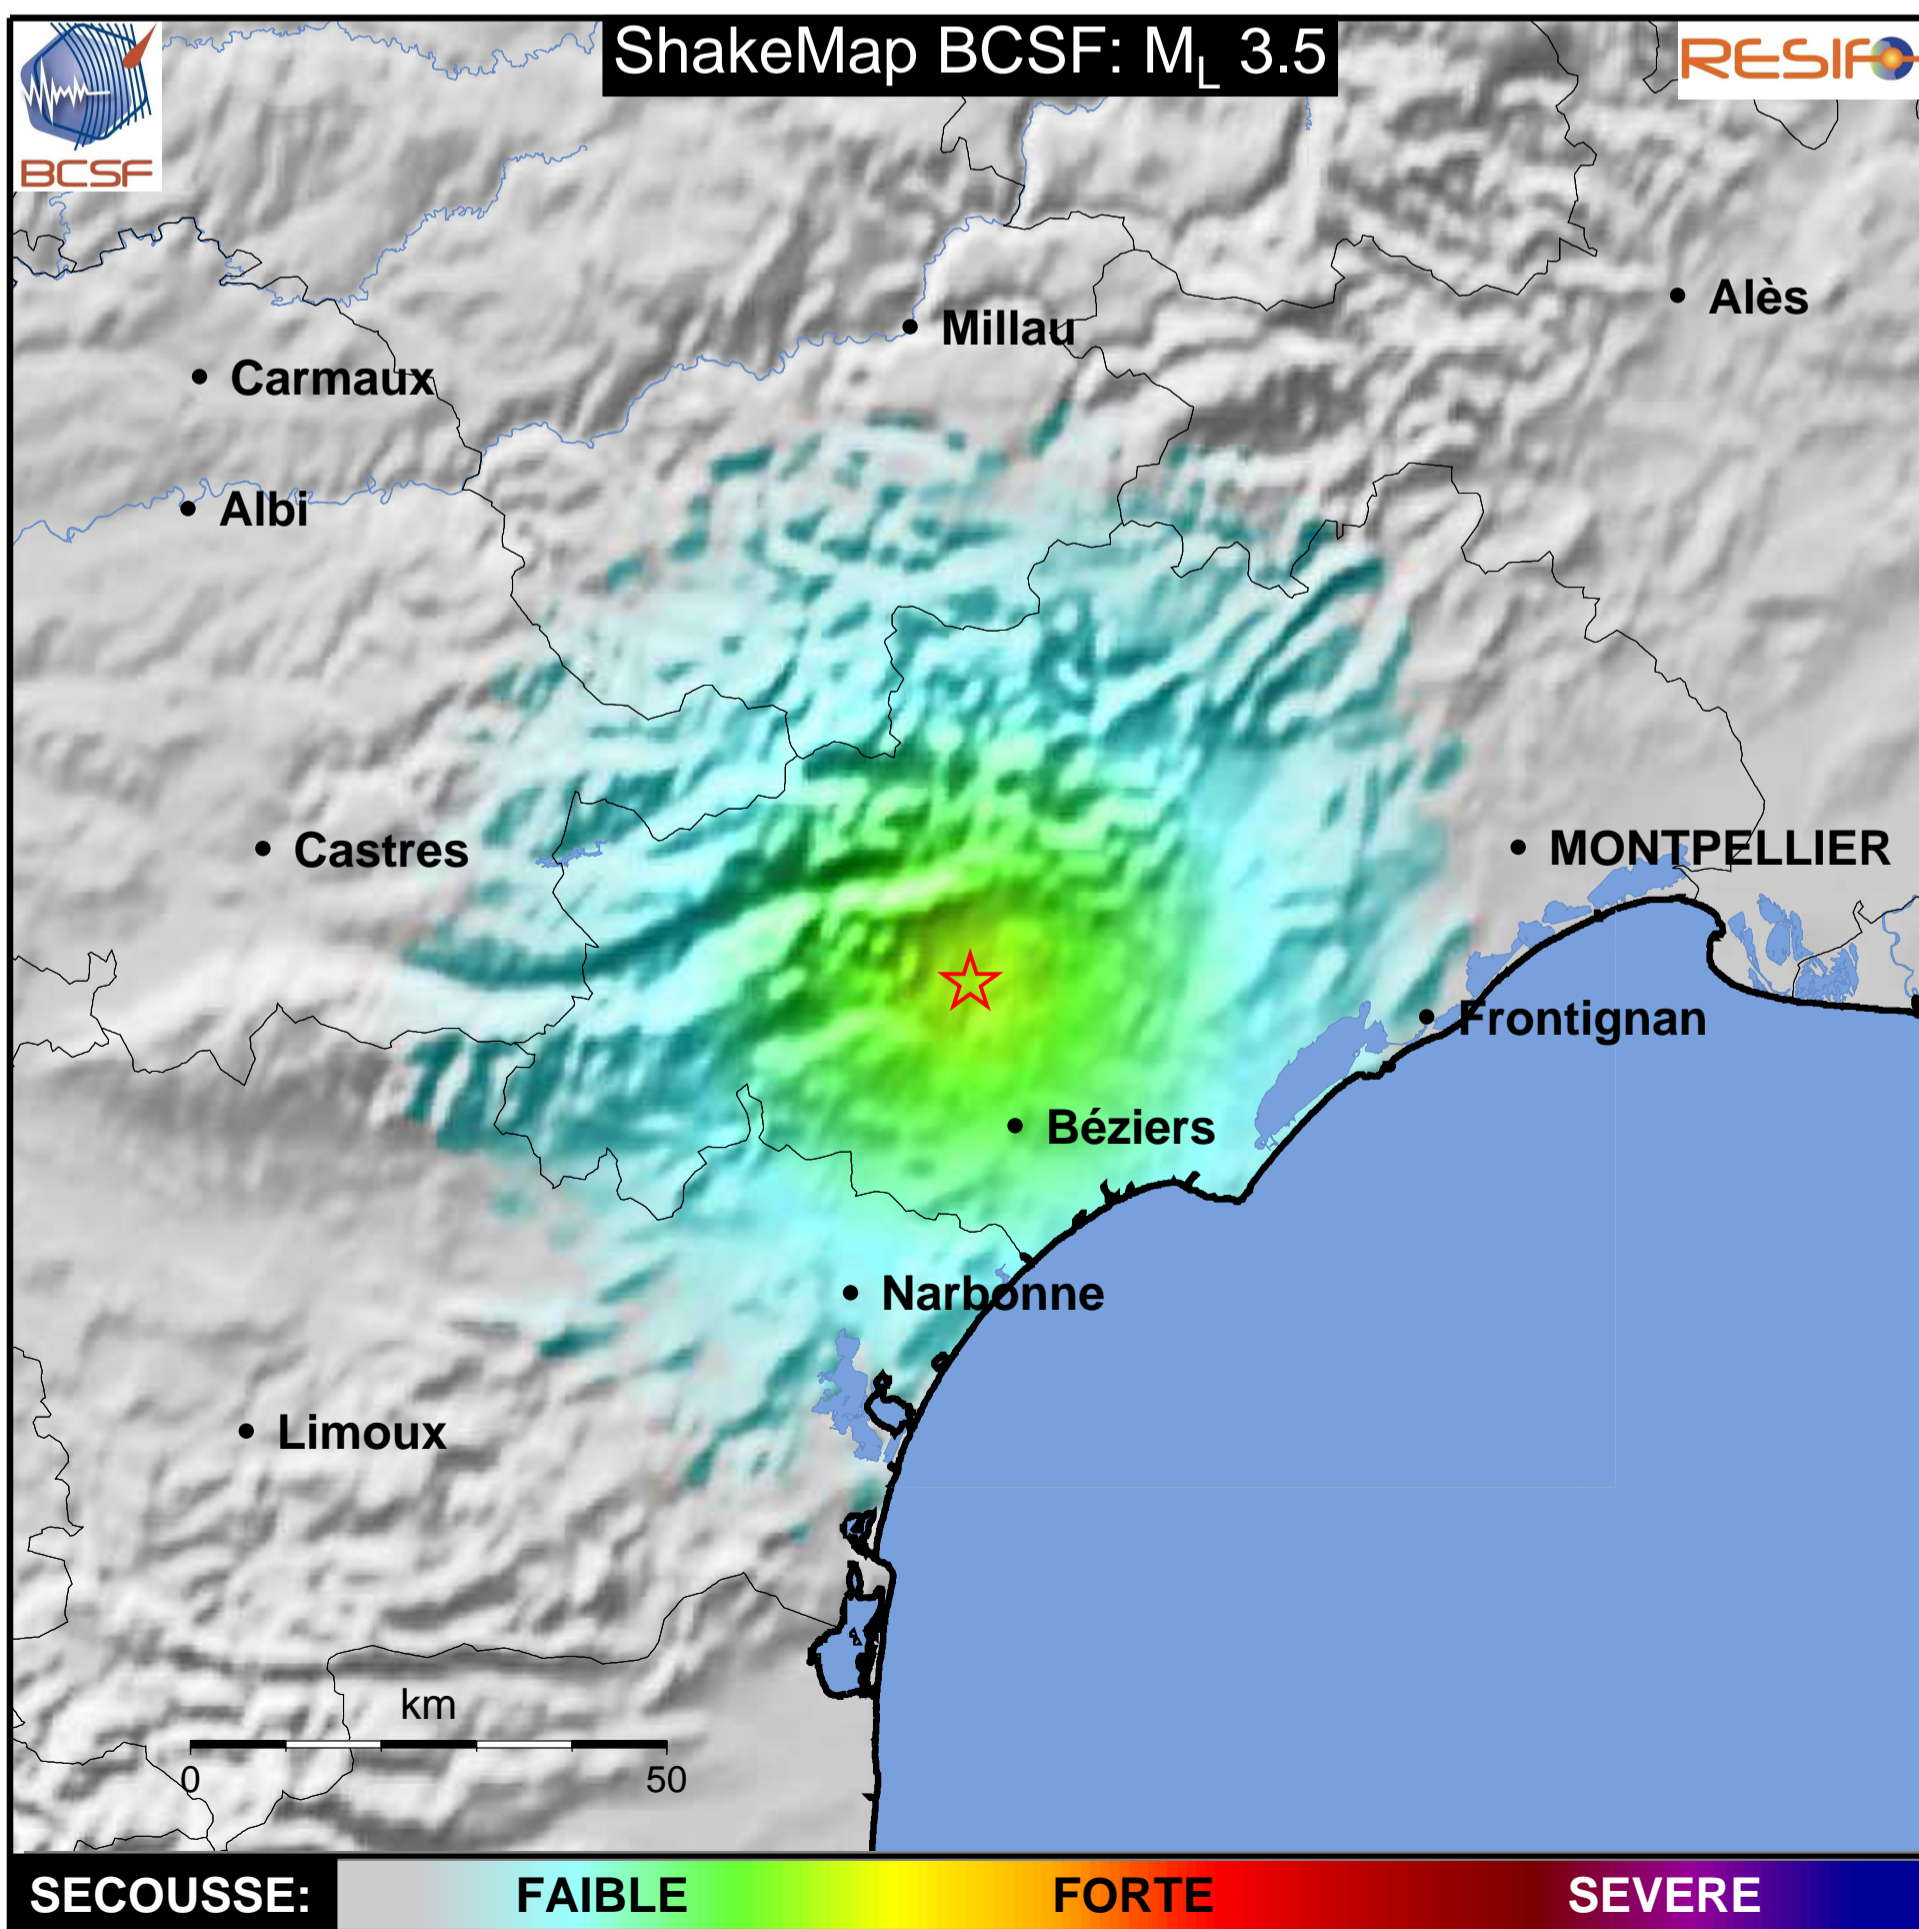 BCSF
ShakeMap BCSF: M_L 3.5
RESIF
Alès
Millau
Carmaux
Albi
Castres
MONTPELLIER
Frontignan
Béziers
Narbonne
Limoux
km
0 50
SECOUSSE: FAIBLE FORTE SEVERE